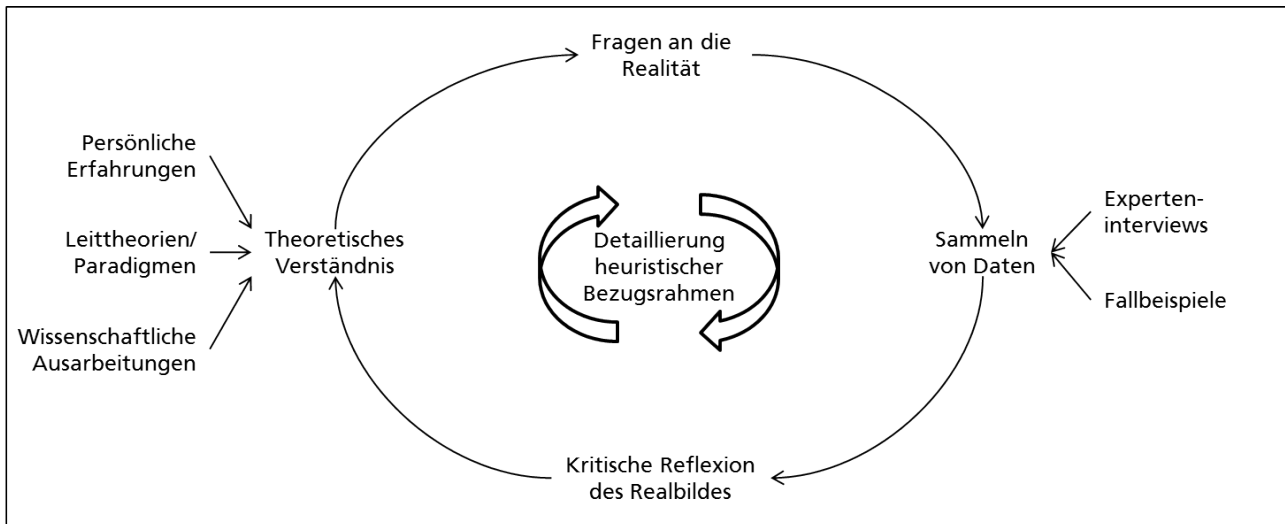 Fragen an die
Realität
Persönliche
Erfahrungen
Leittheorien/
Paradigmen
Wissenschaftliche
Ausarbeitungen
Theoretisches
Verständnis
Detaillierung
heuristischer
Bezugsrahmen
Sammeln
von Daten
Experten-
interviews
Fallbeispiele
Kritische Reflexion
des Realbildes